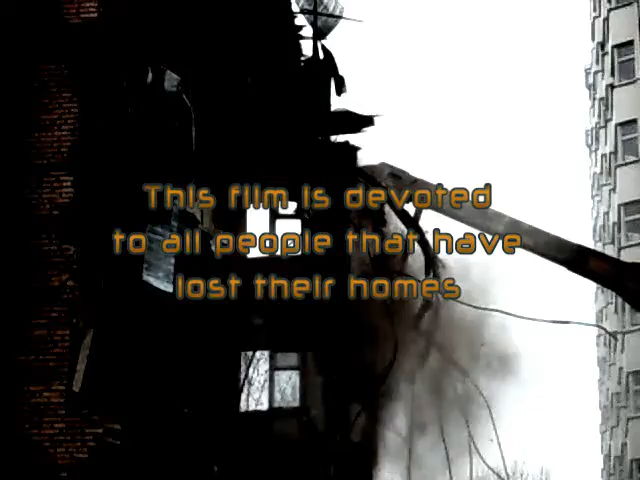 This film is devoted
to all people that have
lost their homes